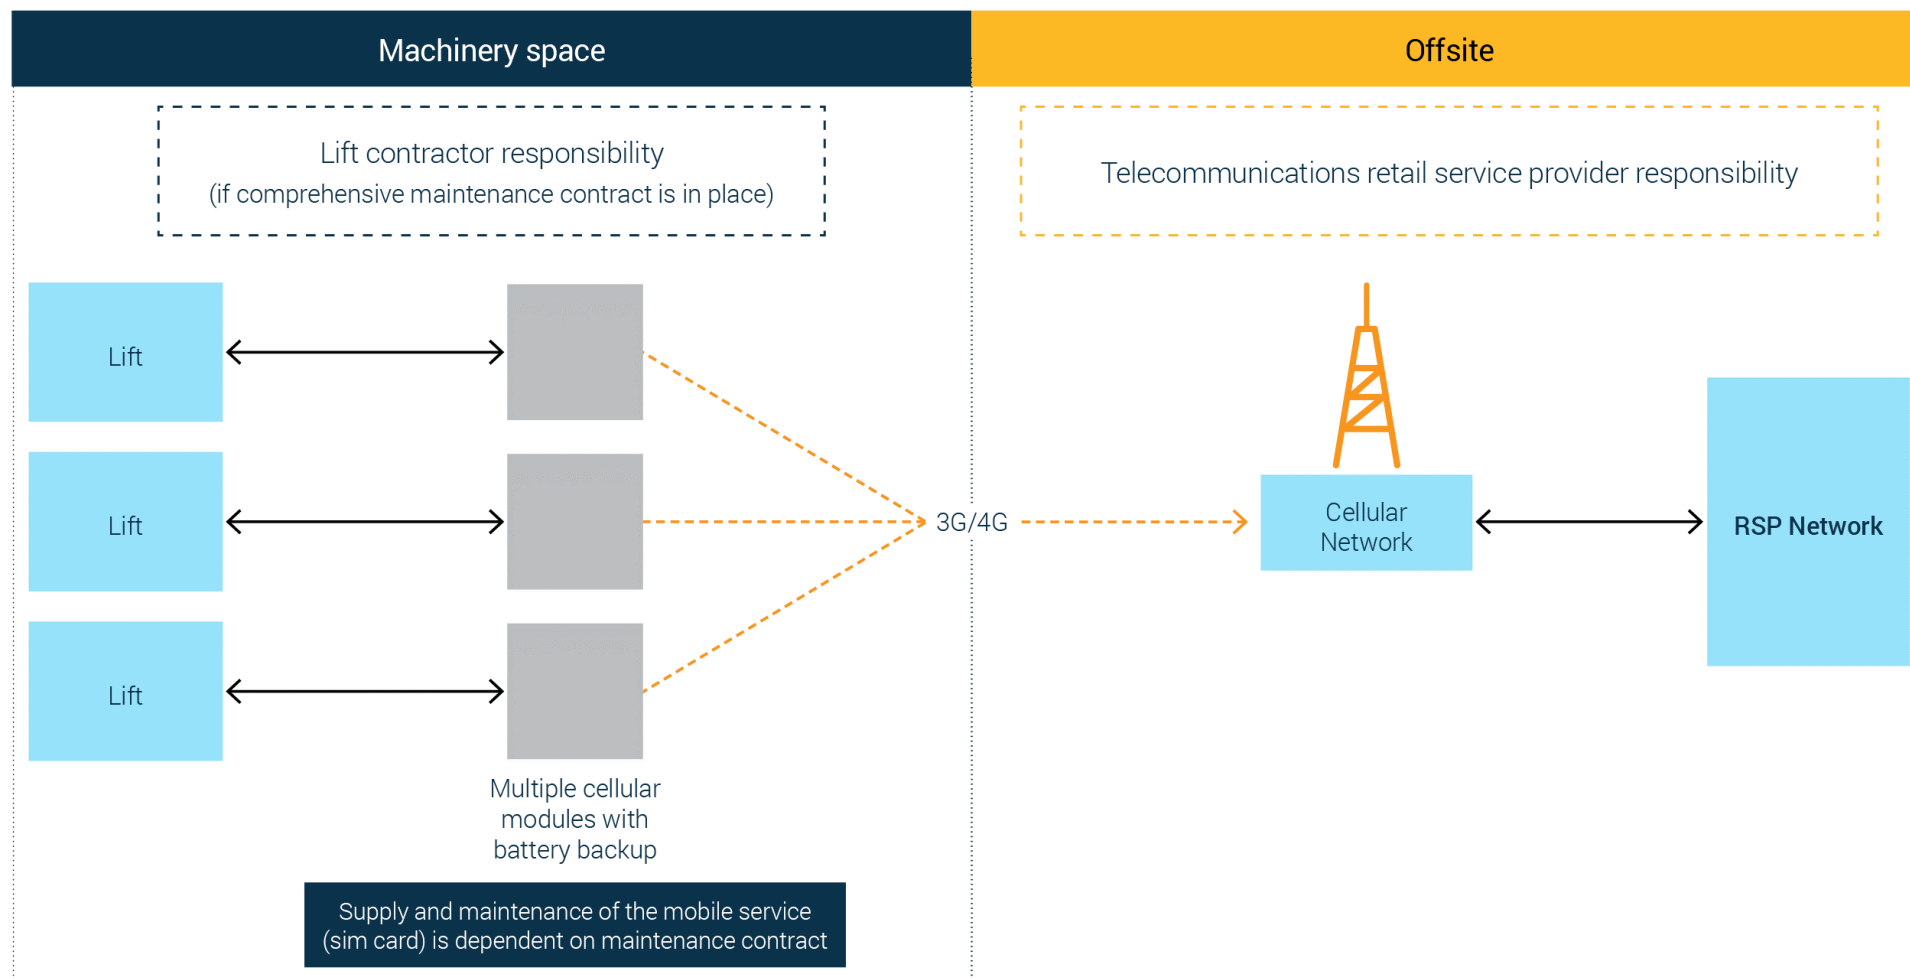 Machinery space
Offsite
Lift contractor responsibility
(if comprehensive maintenance contract is in place)
Telecommunications retail service provider responsibility
Lift
Lift
Lift
3G/4G
Cellular
Network
RSP Network
Multiple cellular
modules with
battery backup
Supply and maintenance of the mobile service
(sim card) is dependent on maintenance contract